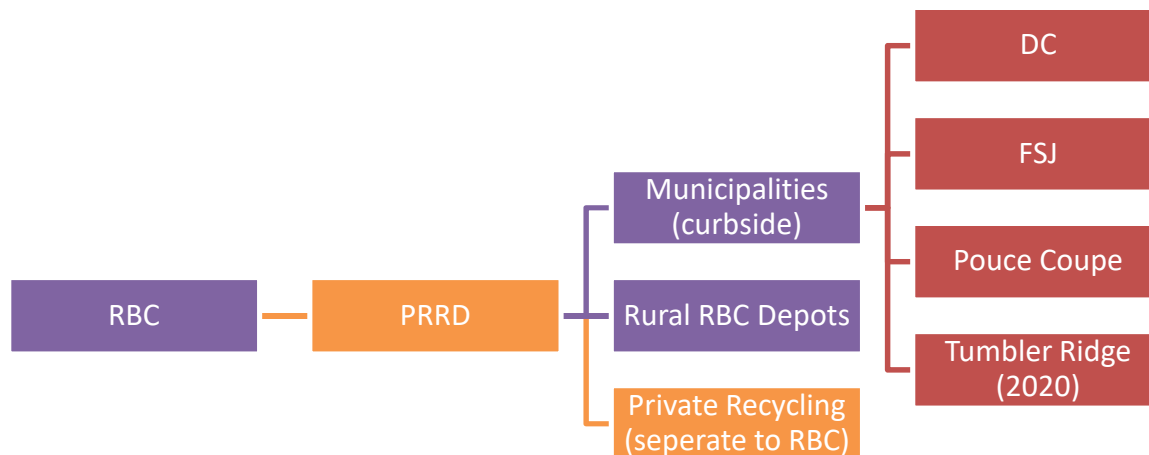 RBC
PRRD
Municipalities
(curbside)
Rural RBC Depots
Private Recycling
(seperate to RBC)
DC
FSJ
Pouce Coupe
Tumbler Ridge
(2020)